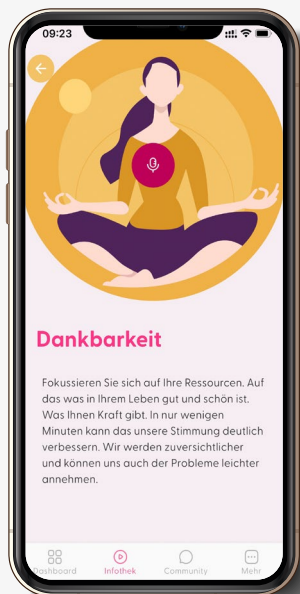 09:23
Dankbarkeit
Fokussieren Sie sich auf Ihre Ressourcen. Auf
das was in Ihrem Leben gut und schön ist.
Was Ihnen Kraft gibt. In nur wenigen
Minuten kann das unsere Stimmung deutlich
verbessern. Wir werden zuversichtlicher
und können uns auch der Probleme leichter
annehmen.
Dashboard Infothek Community Mehr